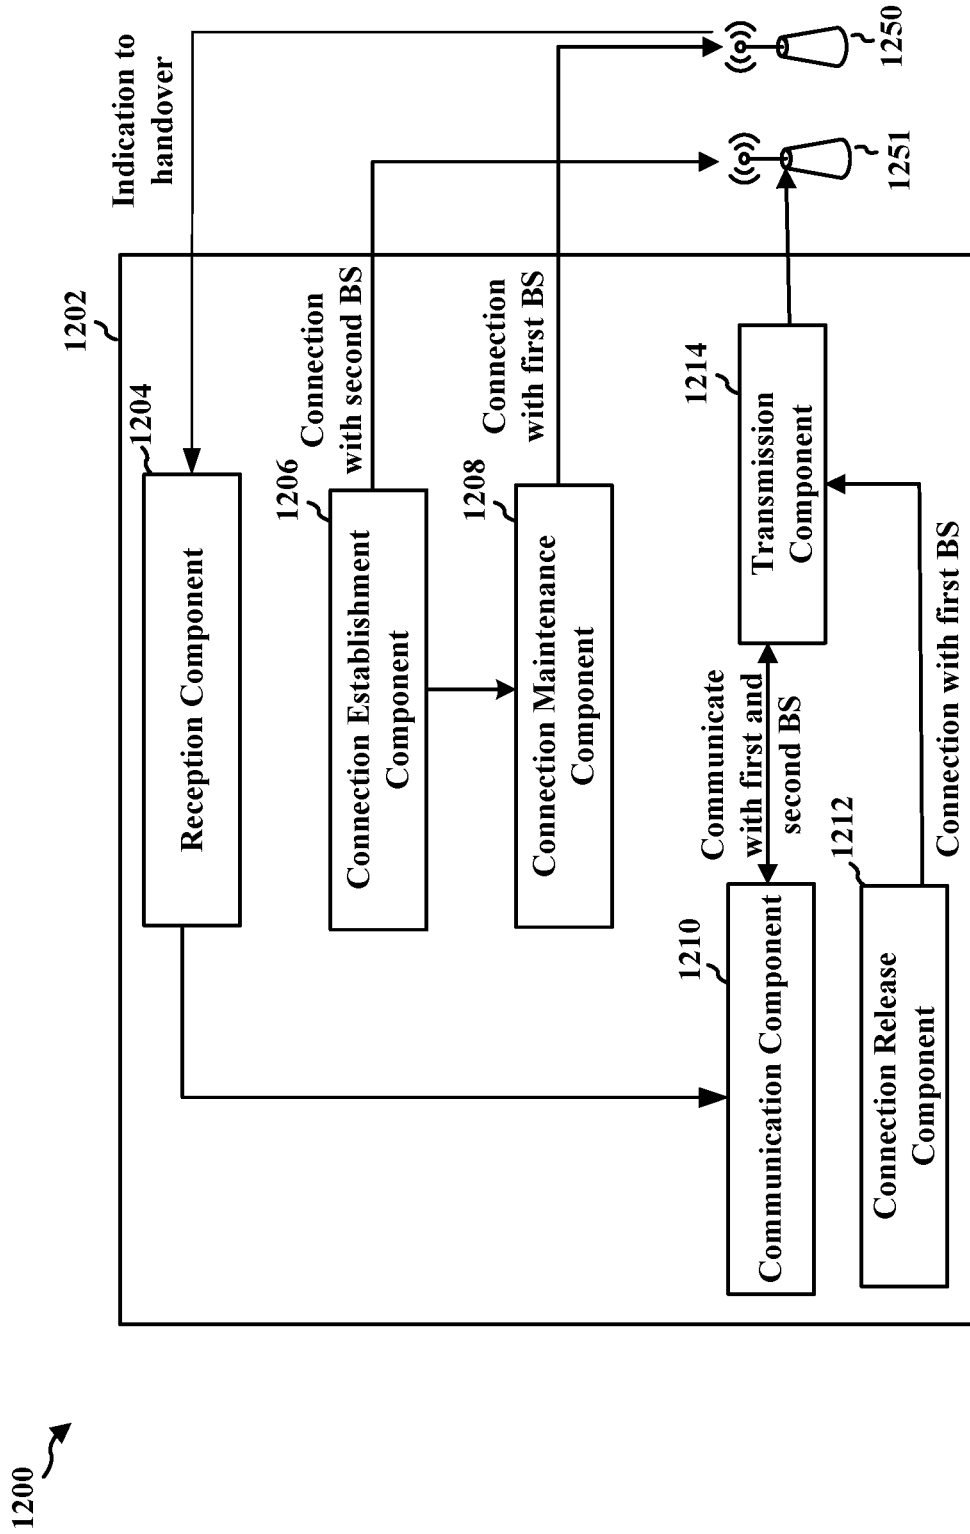 1200
1202
Indication to
handover
1204
Reception Component
1206
Connection Establishment
Component
Connection
with second BS
1208
Connection Maintenance
Component
Connection
with first BS
1250
1251
1210
Communication Component
Communicate
with first and
second BS
1214
Transmission
Component
1212
Connection Release
Component
Connection with first BS